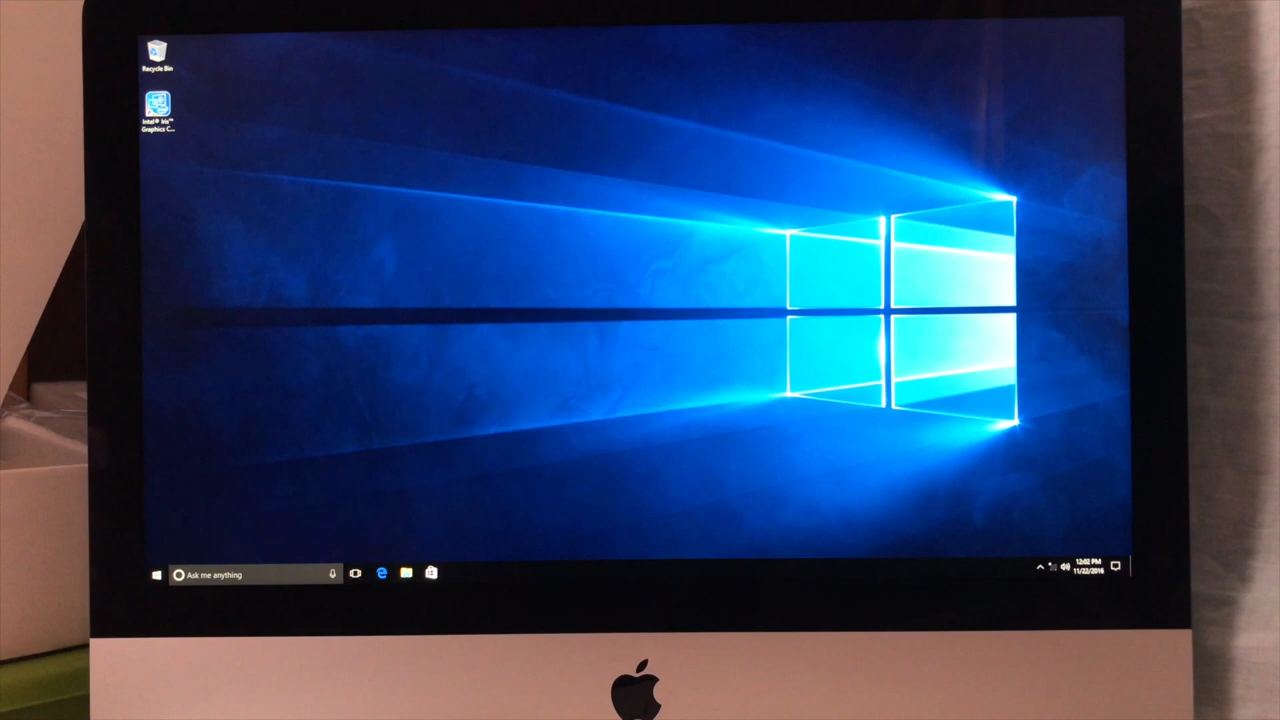 Recycle Bin
Intel® Iris™
Graphics C...
Ask me anything
12:02 PM
11/22/2016